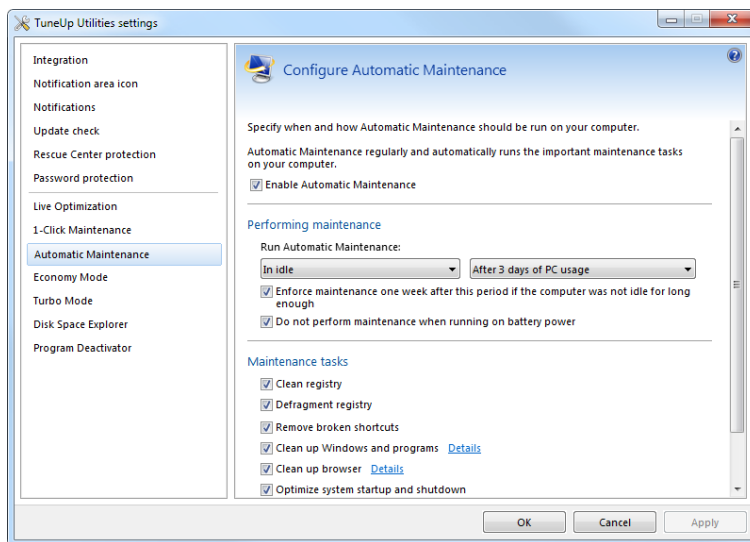 TuneUp Utilities settings
Integration
Notification area icon
Notifications
Update check
Rescue Center protection
Password protection
Live Optimization
1-Click Maintenance
Automatic Maintenance
Economy Mode
Turbo Mode
Disk Space Explorer
Program Deactivator
Configure Automatic Maintenance
Specify when and how Automatic Maintenance should be run on your computer.
Automatic Maintenance regularly and automatically runs the important maintenance tasks
on your computer.
Enable Automatic Maintenance
Performing maintenance
Run Automatic Maintenance:
In idle
After 3 days of PC usage
Enforce maintenance one week after this period if the computer was not idle for long
enough
Do not perform maintenance when running on battery power
Maintenance tasks
Clean registry
Defragment registry
Remove broken shortcuts
Clean up Windows and programs Details
Clean up browser Details
Optimize system startup and shutdown
OK
Cancel
Apply